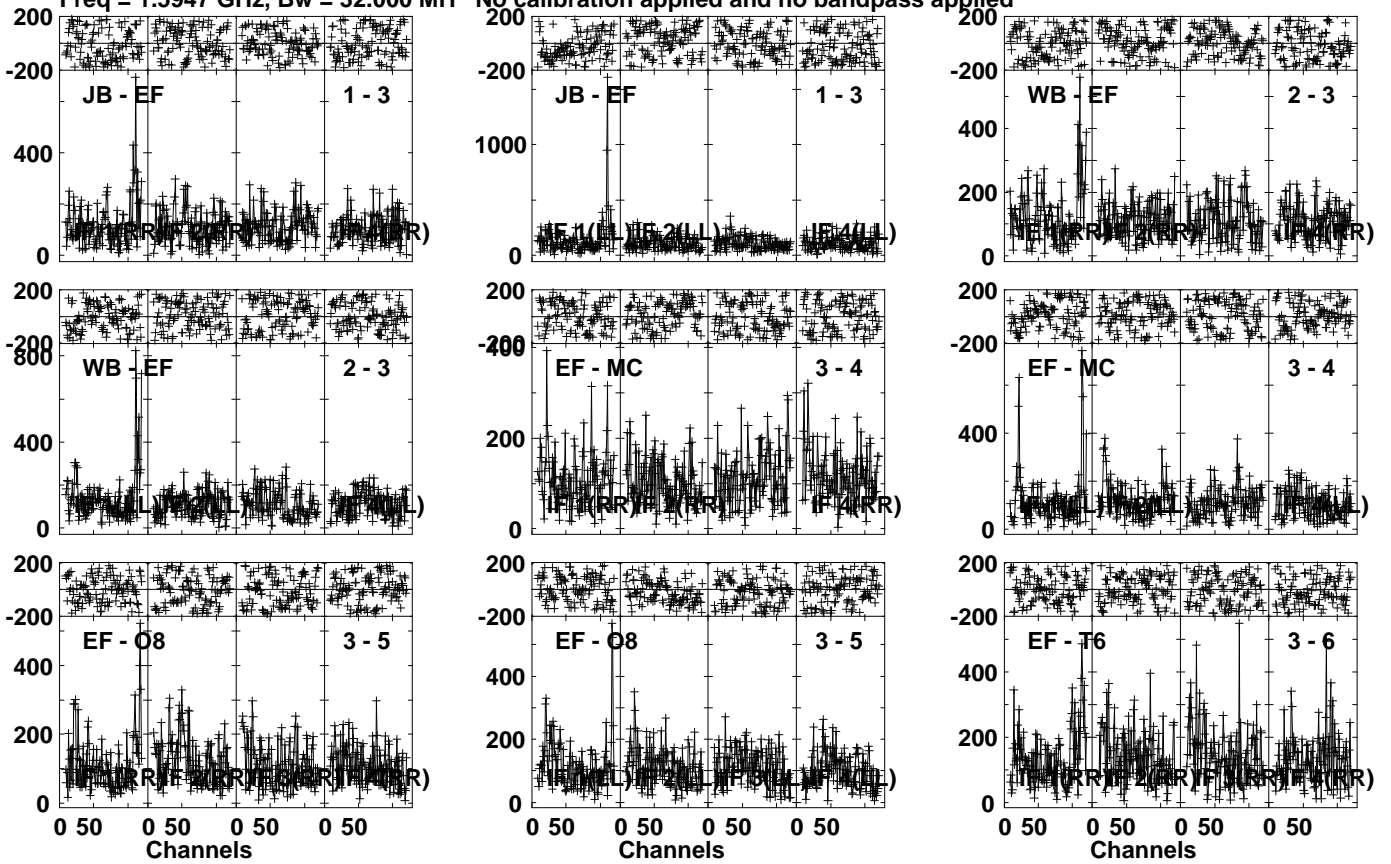 Freq = 1.5947 GHz, Bw = 32.000 MH No calibration applied and no bandpass applied
200
-200
JB - EF 1 - 3
400
0
IF 1(RR) IF 2(RR) IF 4(RR)
JB - EF 1 - 3
1000
0
IF 1(LL) IF 2(LL) IF 4(LL)
200
-200
WB - EF 2 - 3
400
200
0
IF 1(RR) IF 2(RR) IF 4(RR)
200
-200
800
WB - EF 2 - 3
400
0
IF 1(LL) IF 2(LL) IF 4(LL)
200
-200
400
EF - MC 3 - 4
200
0
IF 1(RR) IF 2(RR) IF 4(RR)
200
-200
EF - MC 3 - 4
400
0
IF 1(LL) IF 2(LL) IF 4(LL)
200
-200
EF - O8 3 - 5
400
200
0
IF 1(RR) IF 2(RR) IF 3(RR) IF 4(RR)
0 50 0 50 0 50 0 50
Channels
200
-200
EF - O8 3 - 5
400
200
0
IF 1(LL) IF 2(LL) IF 3(LL) IF 4(LL)
0 50 0 50 0 50 0 50
Channels
200
-200
EF - T6 3 - 6
400
200
0
IF 1(RR) IF 2(RR) IF 3(RR) IF 4(RR)
0 50 0 50 0 50 0 50
Channels